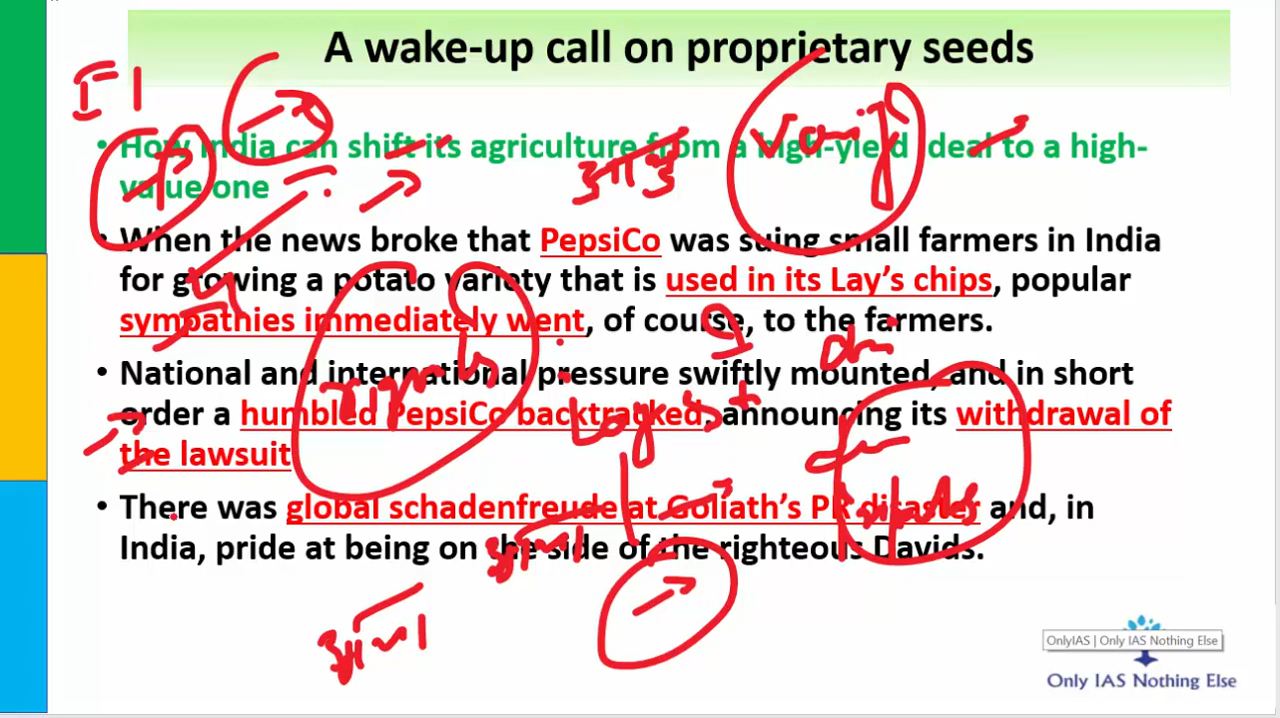 A wake-up call on proprietary seeds
• How India can shift its agriculture from a high-yield deal to a high-
value one
• When the news broke that PepsiCo was suing small farmers in India
for growing a potato variety that is used in its Lay's chips, popular
sympathies immediately went, of course, to the farmers.
• National and international pressure swiftly mounted, and in short
order a humbled PepsiCo backtracked, announcing its withdrawal of
the lawsuit
• There was global schadenfreude at Goliath's PR disaster and, in
India, pride at being on the side of the righteous Davids.
OnlyIAS | Only IAS Nothing Else
Only IAS Nothing Else